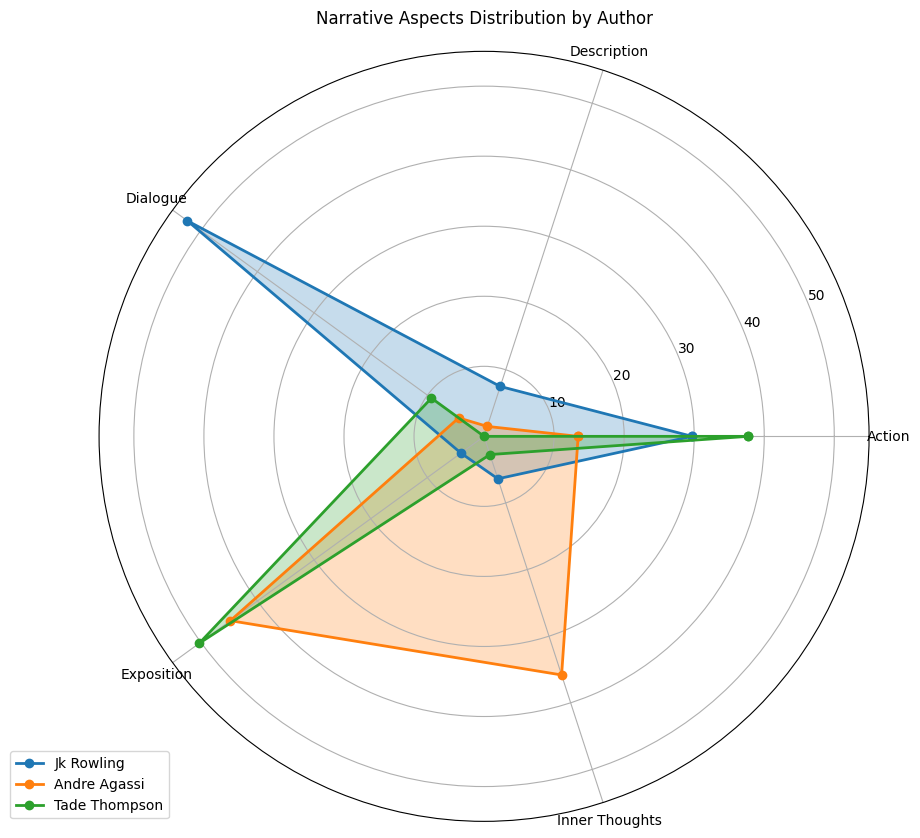 Narrative Aspects Distribution by Author
Description
Dialogue
50
40
30
20
10
Action
Exposition
Inner Thoughts
Jk Rowling
Andre Agassi
Tade Thompson